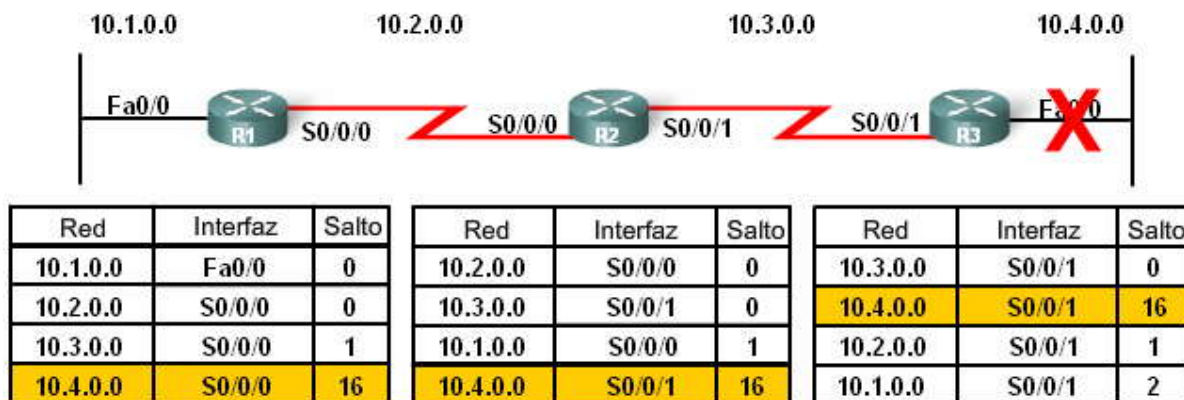 10.1.0.0 10.2.0.0 10.3.0.0 10.4.0.0
Fa0/0 R1 S0/0/0 S0/0/0 R2 S0/0/1 S0/0/1 R3 Fa0/0
Red Interfaz Salto
10.1.0.0 Fa0/0 0
10.2.0.0 S0/0/0 0
10.3.0.0 S0/0/0 1
10.4.0.0 S0/0/0 16
Red Interfaz Salto
10.2.0.0 S0/0/0 0
10.3.0.0 S0/0/1 0
10.1.0.0 S0/0/0 1
10.4.0.0 S0/0/1 16
Red Interfaz Salto
10.3.0.0 S0/0/1 0
10.4.0.0 S0/0/1 16
10.2.0.0 S0/0/1 1
10.1.0.0 S0/0/1 2